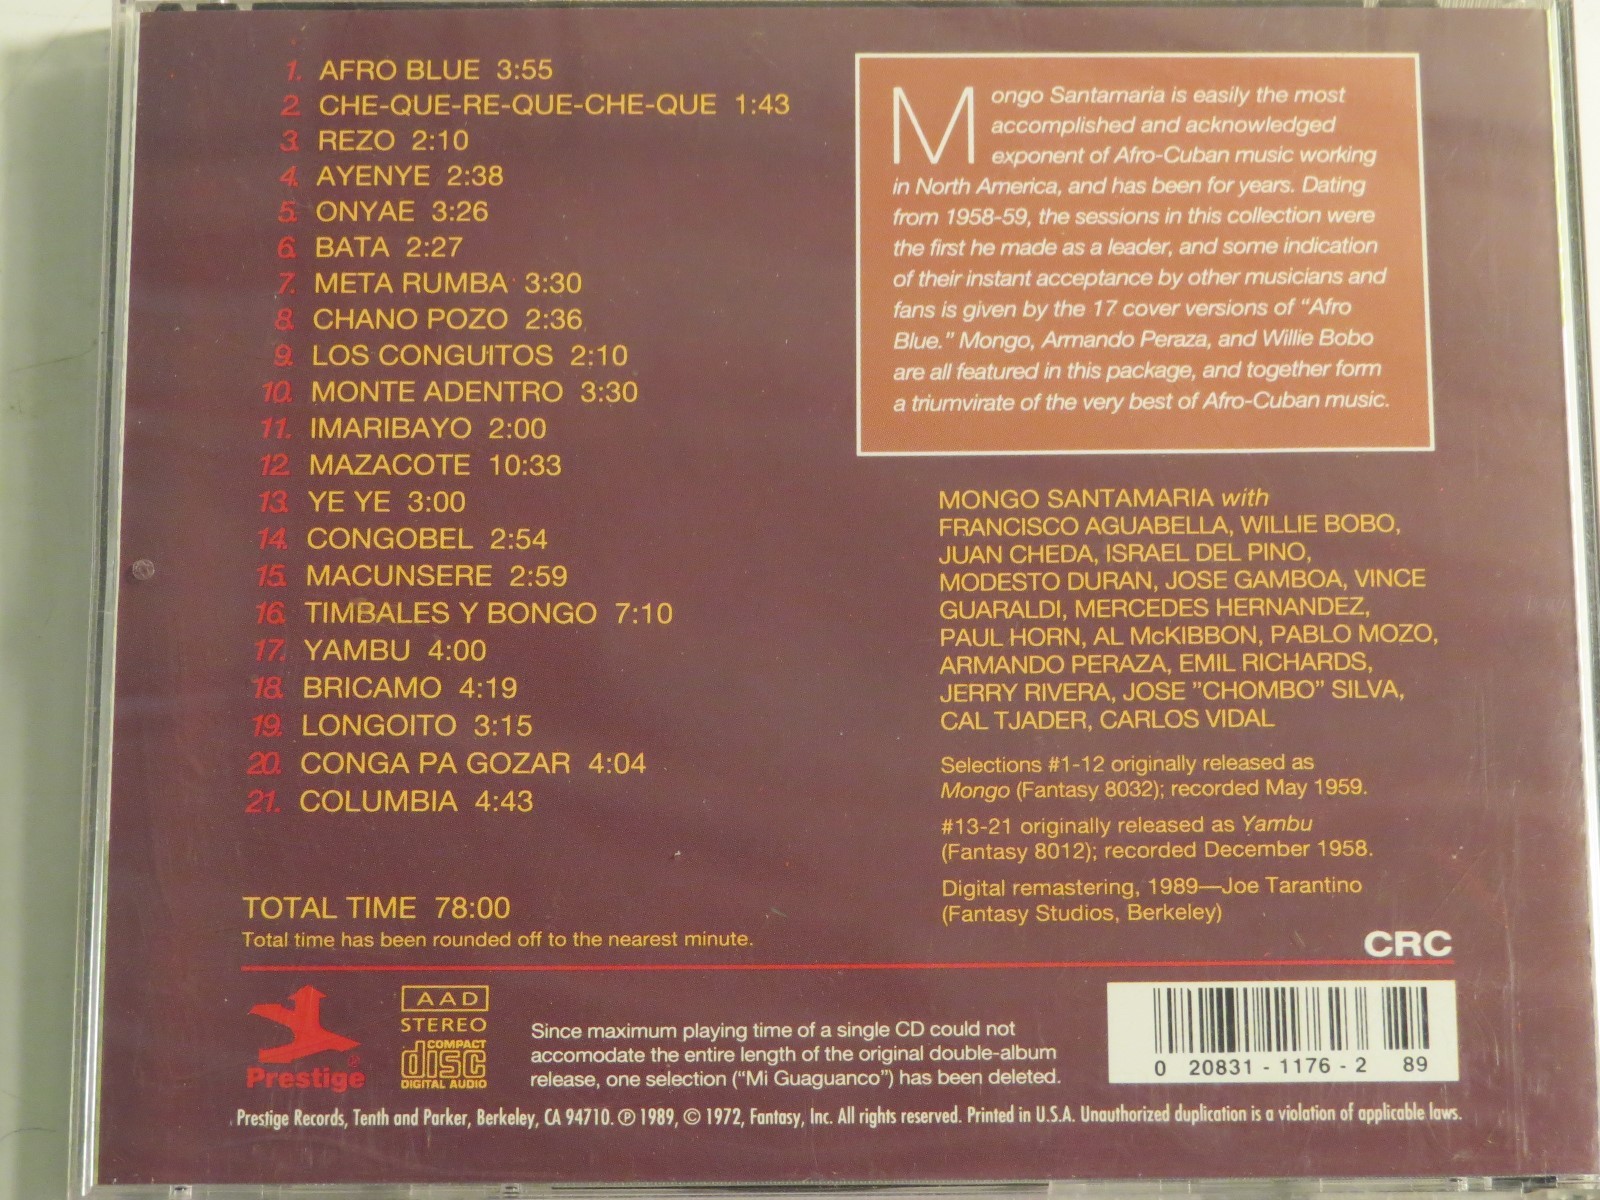 1. AFRO BLUE 3:55
2. CHE-QUE-RE-QUE-CHE-QUE 1:43
3. REZO 2:10
4. AYENYE 2:38
5. ONYAE 3:26
6. BATA 2:27
7. META RUMBA 3:30
8. CHANO POZO 2:36
9. LOS CONGUITOS 2:10
10. MONTE ADENTRO 3:30
11. IMARIBAYO 2:00
12. MAZACOTE 10:33
13. YE YE 3:00
14. CONGOBEL 2:54
15. MACUNSERE 2:59
16. TIMBALES Y BONGO 7:10
17. YAMBU 4:00
18. BRICAMO 4:19
19. LONGOITO 3:15
20. CONGA PA GOZAR 4:04
21. COLUMBIA 4:43
TOTAL TIME 78:00
Total time has been rounded off to the nearest minute.
Mongo Santamaria is easily the most
accomplished and acknowledged
exponent of Afro-Cuban music working
in North America, and has been for years. Dating
from 1958-59, the sessions in this collection were
the first he made as a leader, and some indication
of their instant acceptance by other musicians and
fans is given by the 17 cover versions of "Afro
Blue." Mongo, Armando Peraza, and Willie Bobo
are all featured in this package, and together form
a triumvirate of the very best of Afro-Cuban music.
MONGO SANTAMARIA with
FRANCISCO AGUABELLA, WILLIE BOBO,
JUAN CHEDA, ISRAEL DEL PINO,
MODESTO DURAN, JOSE GAMBOA, VINCE
GUARALDI, MERCEDES HERNANDEZ,
PAUL HORN, AL McKIBBON, PABLO MOZO,
ARMANDO PERAZA, EMIL RICHARDS,
JERRY RIVERA, JOSE "CHOMBO" SILVA,
CAL TJADER, CARLOS VIDAL
Selections #1-12 originally released as
Mongo (Fantasy 8032); recorded May 1959.
#13-21 originally released as Yambu
(Fantasy 8012); recorded December 1958.
Digital remastering, 1989—Joe Tarantino
(Fantasy Studios, Berkeley)
CRC
Prestige ®
AAD
STEREO
COMPACT
disc
DIGITAL AUDIO
Since maximum playing time of a single CD could not
accomodate the entire length of the original double-album
release, one selection ("Mi Guaguanco") has been deleted.
0 20831 - 1176 - 2 89
Prestige Records, Tenth and Parker, Berkeley, CA 94710. ℗ 1989, © 1972, Fantasy, Inc. All rights reserved. Printed in U.S.A. Unauthorized duplication is a violation of applicable laws.